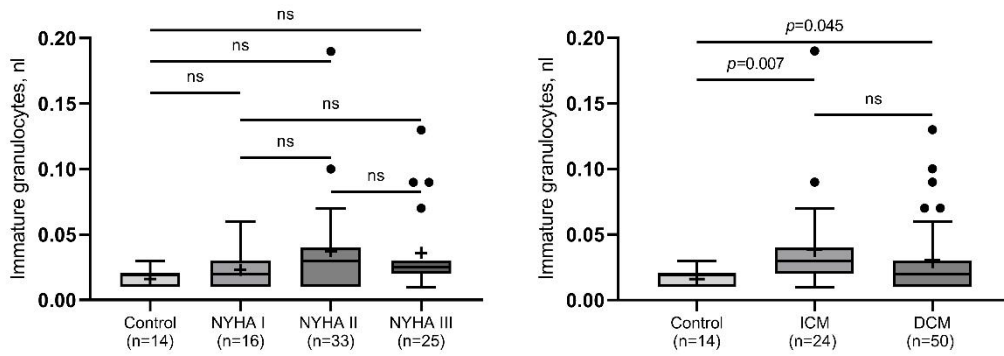 Immature granulocytes, nl
0.20
0.15
0.10
0.05
0.00
ns
ns
ns
ns
ns
ns
Control
(n=14)
NYHA I
(n=16)
NYHA II
(n=33)
NYHA III
(n=25)
Immature granulocytes, nl
0.20
0.15
0.10
0.05
0.00
p=0.045
p=0.007
ns
Control
(n=14)
ICM
(n=24)
DCM
(n=50)